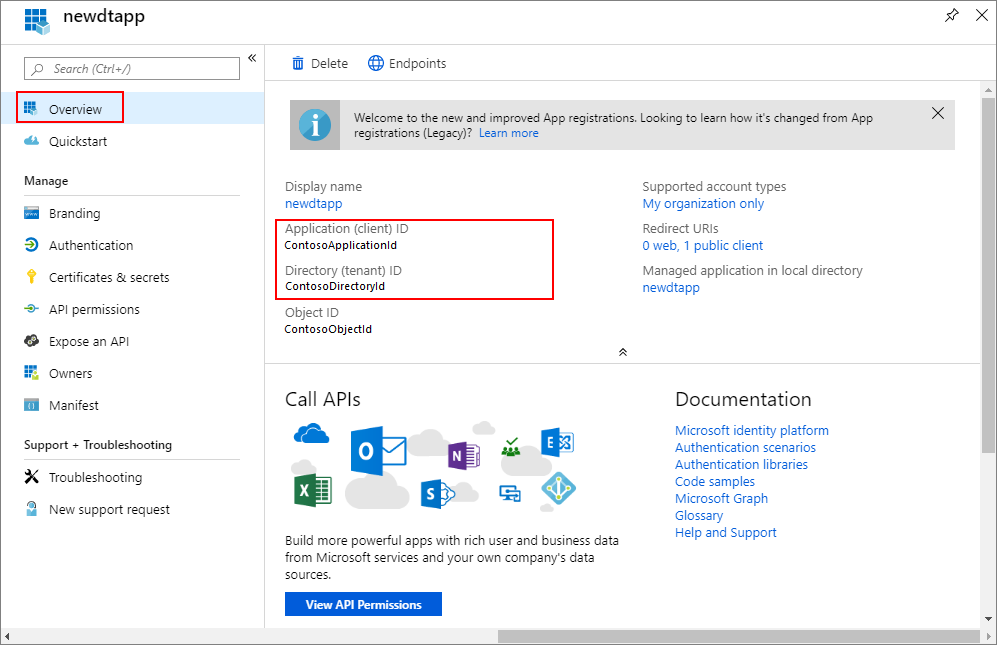 newdtapp
Search (Ctrl+/)
Overview
Quickstart
Manage
Branding
Authentication
Certificates & secrets
API permissions
Expose an API
Owners
Manifest
Support + Troubleshooting
Troubleshooting
New support request
Delete
Endpoints
Welcome to the new and improved App registrations. Looking to learn how it's changed from App
registrations (Legacy)? Learn more
Display name
newdtapp
Application (client) ID
ContosoApplicationId
Directory (tenant) ID
ContosoDirectoryId
Object ID
ContosoObjectId
Supported account types
My organization only
Redirect URIs
0 web, 1 public client
Managed application in local directory
newdtapp
Call APIs
O
N
E
X
S
Build more powerful apps with rich user and business data
from Microsoft services and your own company's data
sources.
View API Permissions
Documentation
Microsoft identity platform
Authentication scenarios
Authentication libraries
Code samples
Microsoft Graph
Glossary
Help and Support